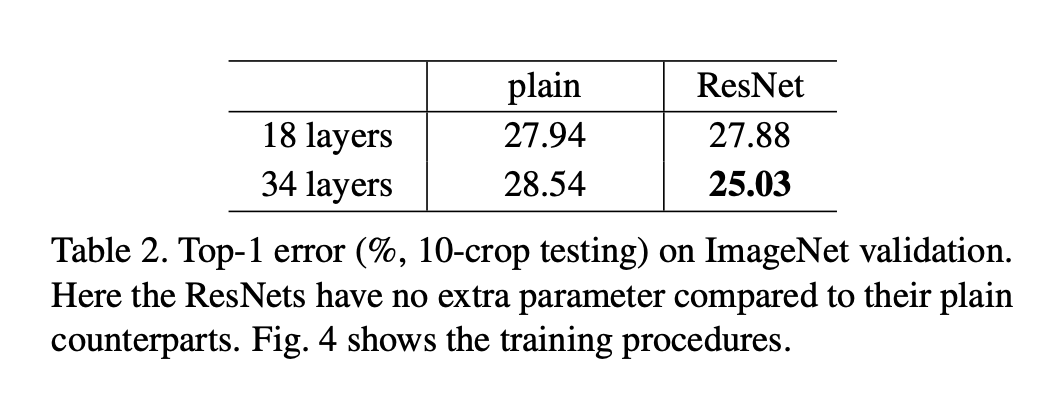 plain ResNet
18 layers 27.94 27.88
34 layers 28.54 25.03
Table 2. Top-1 error (%, 10-crop testing) on ImageNet validation.
Here the ResNets have no extra parameter compared to their plain
counterparts. Fig. 4 shows the training procedures.